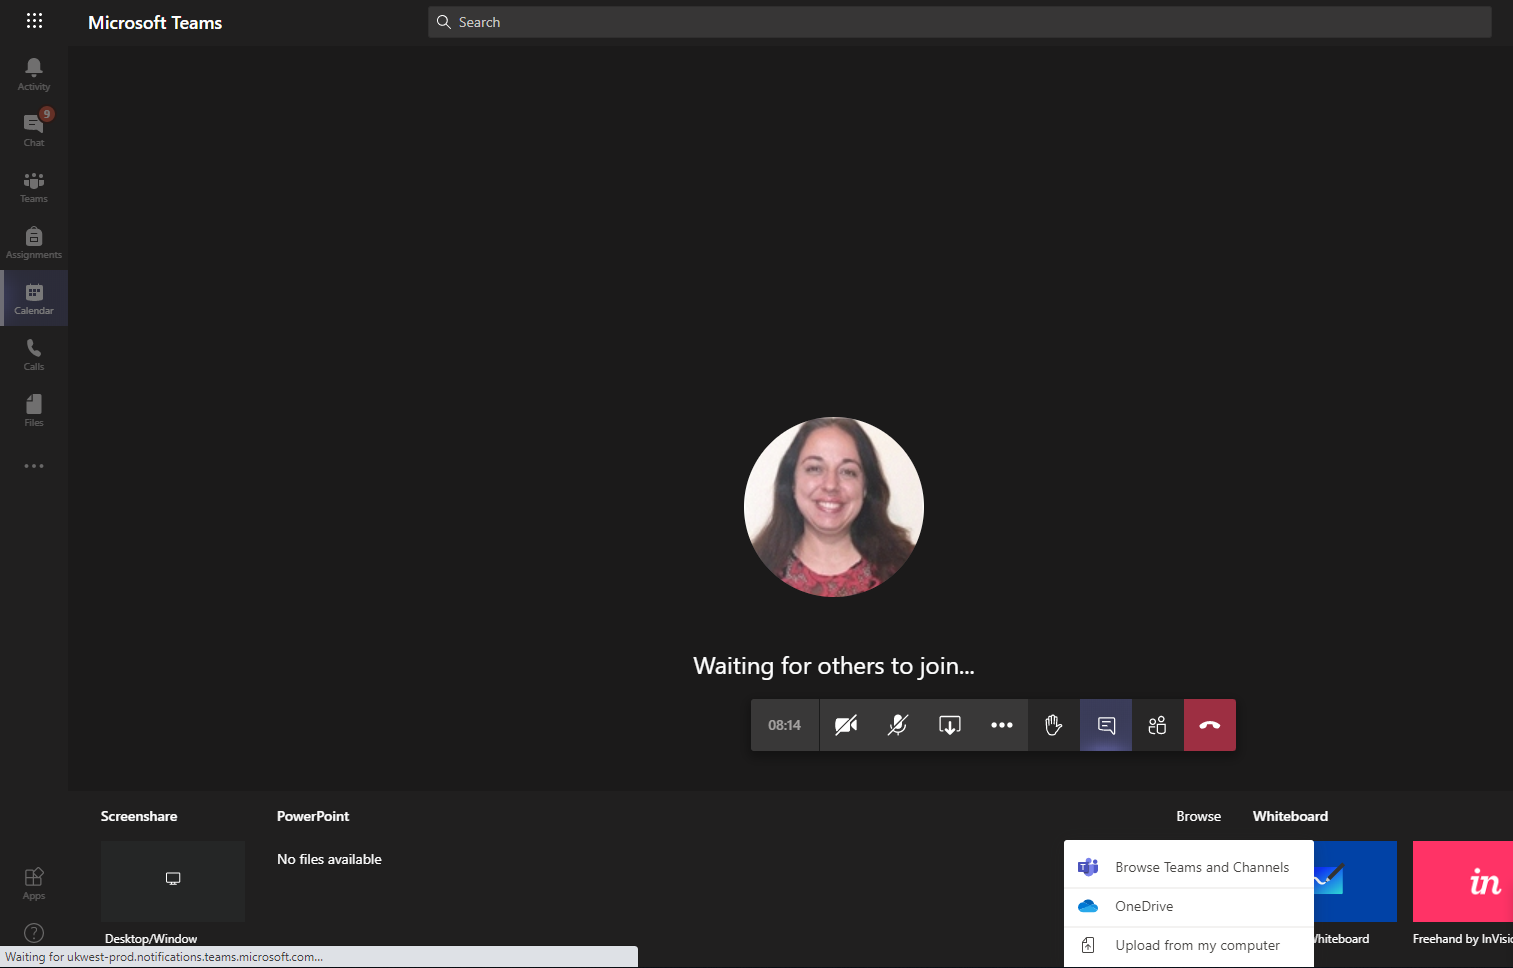 Microsoft Teams
Search
Activity
9
Chat
Teams
Assignments
Calendar
Calls
Files
Waiting for others to join...
08:14
Screenshare
PowerPoint
Browse
Whiteboard
No files available
Browse Teams and Channels
OneDrive
Upload from my computer
in
Desktop/Window
Whiteboard
Freehand by InVisio
Apps
Waiting for ukwest-prod.notifications.teams.microsoft.com...